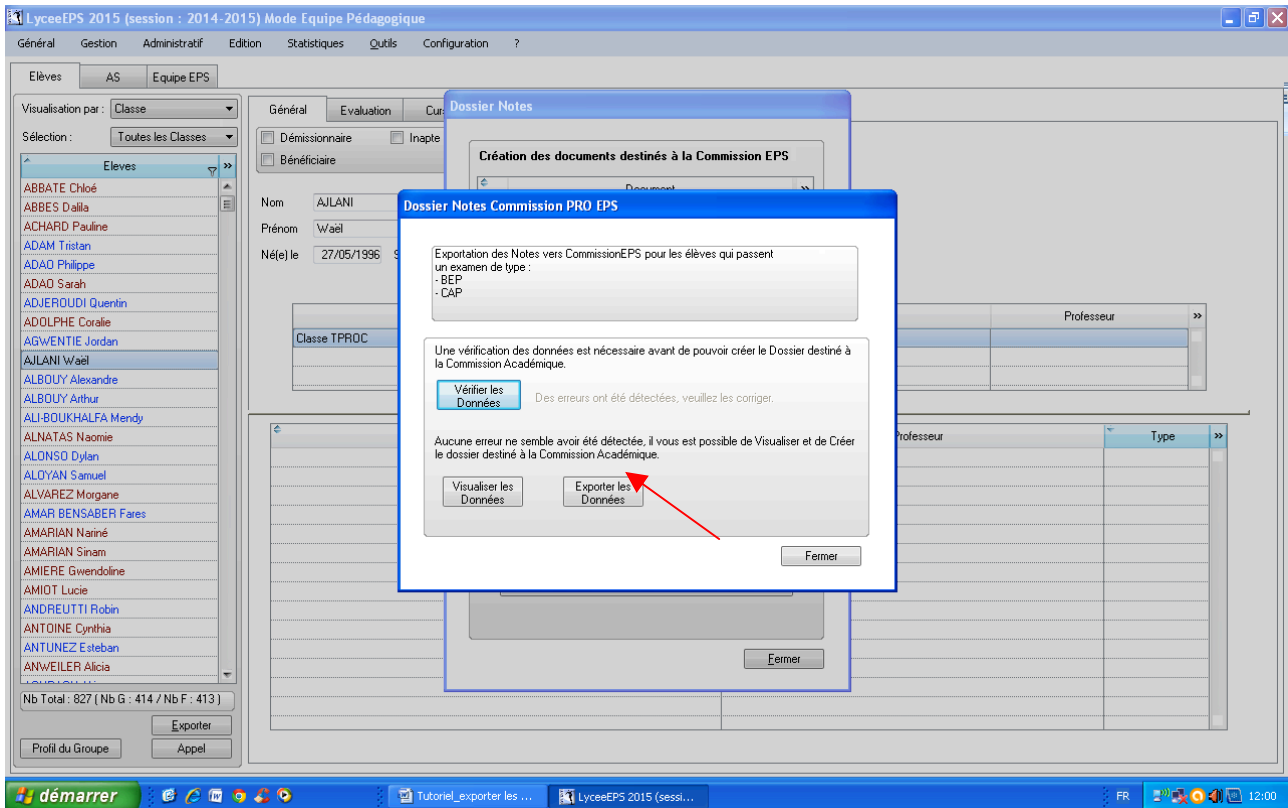 LyceeEPS 2015 (session : 2014-2015) Mode Equipe Pédagogique
Général Gestion Administratif Edition Statistiques Outils Configuration ?
Elèves AS Equipe EPS
Visualisation par : Classe
Sélection : Toutes les Classes
Eleves
ABBATE Chloé
ABBES Dalila
ACHARD Pauline
ADAM Tristan
ADAO Philippe
ADAO Sarah
ADJEROUDI Quentin
ADOLPHE Coralie
AGWENTIE Jordan
AJLANI Waël
ALBOUY Alexandre
ALBOUY Arthur
ALI-BOUKHALFA Mendy
ALNATAS Naomie
ALONSO Dylan
ALOYAN Samuel
ALVAREZ Morgane
AMAR BENSABER Fares
AMARIAN Nariné
AMARIAN Sinam
AMIERE Gwendoline
AMIOT Lucie
ANDREUTTI Robin
ANTOINE Cynthia
ANTUNEZ Esteban
ANWEILER Alicia
Nb Total : 827 ( Nb G : 414 / Nb F : 413 )
Exporter
Profil du Groupe Appel
Général Evaluation Cur
Démissionnaire Inapte
Bénéficiaire
Nom AJLANI
Prénom Waël
Né(e) le 27/05/1996 S
Professeur
Classe TPROC
Professeur Type
Dossier Notes
Création des documents destinés à la Commission EPS
Document
Dossier Notes Commission PRO EPS
Exportation des Notes vers CommissionEPS pour les élèves qui passent
un examen de type :
- BEP
- CAP
Une vérification des données est nécessaire avant de pouvoir créer le Dossier destiné à
la Commission Académique.
Vérifier les
Données
Des erreurs ont été détectées, veuillez les corriger.
Aucune erreur ne semble avoir été détectée, il vous est possible de Visualiser et de Créer
le dossier destiné à la Commission Académique.
Visualiser les
Données
Exporter les
Données
Fermer
Fermer
démarrer Tutoriel_exporter les ... LyceeEPS 2015 (sessi... FR 12:00